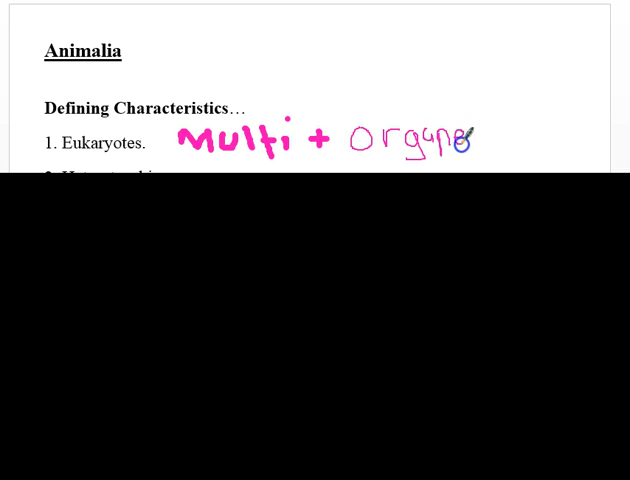 Animalia
Defining Characteristics…
1. Eukaryotes. Multi + Organe